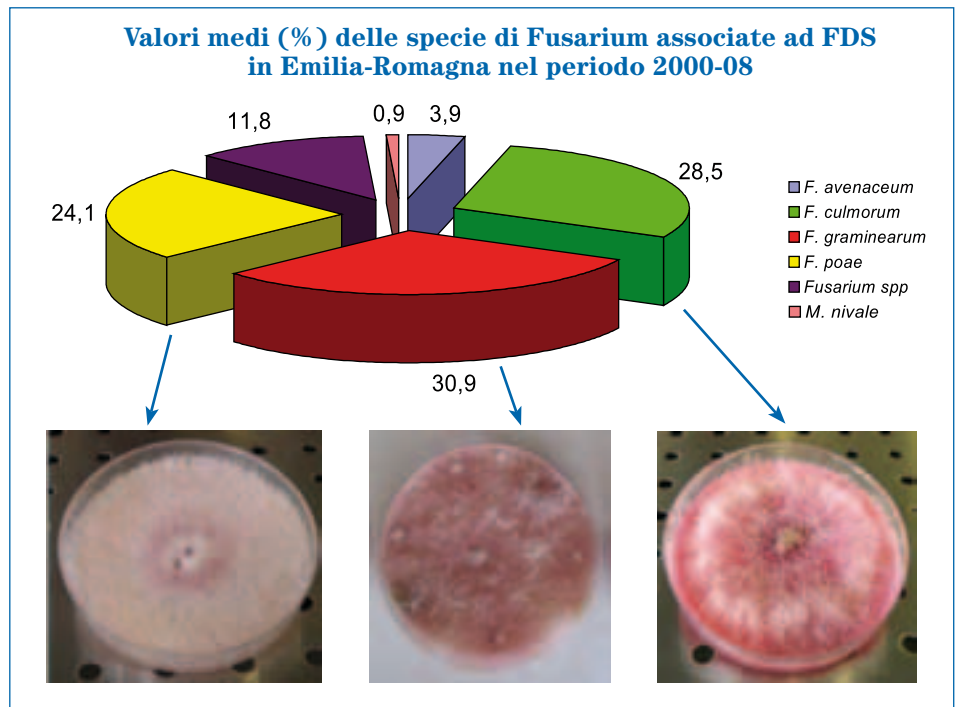 Valori medi (%) delle specie di Fusarium associate ad FDS
in Emilia-Romagna nel periodo 2000-08
0,9
3,9
11,8
28,5
24,1
30,9
F. avenaceum
F. culmorum
F. graminearum
F. poae
Fusarium spp
M. nivale